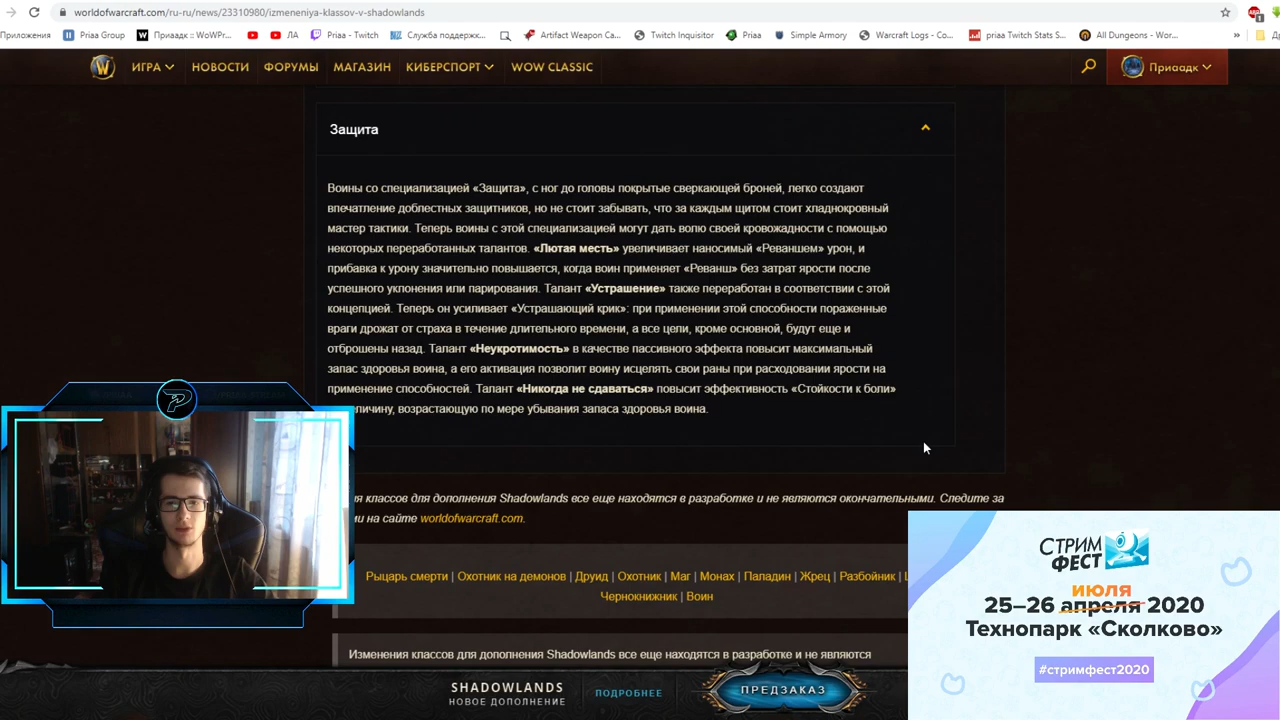 worldofwarcraft.com/ru-ru/news/23310980/izmeneniya-klassov-v-shadowlands
Приложения Priaa Group Приаадк :: WoWPr... ЛА Priaa - Twitch Служба поддержк... Artifact Weapon Ca... Twitch Inquisitor Priaa Simple Armory Warcraft Logs - Co... priaa Twitch Stats S... All Dungeons - Wor... »
ИГРА НОВОСТИ ФОРУМЫ МАГАЗИН КИБЕРСПОРТ WOW CLASSIC Приаадк
Защита
Воины со специализацией «Защита», с ног до головы покрытые сверкающей броней, легко создают
впечатление доблестных защитников, но не стоит забывать, что за каждым щитом стоит хладнокровный
мастер тактики. Теперь воины с этой специализацией могут дать волю своей кровожадности с помощью
некоторых переработанных талантов. «Лютая месть» увеличивает наносимый «Реваншем» урон, и
прибавка к урону значительно повышается, когда воин применяет «Реванш» без затрат ярости после
успешного уклонения или парирования. Талант «Устрашение» также переработан в соответствии с этой
концепцией. Теперь он усиливает «Устрашающий крик»: при применении этой способности пораженные
враги дрожат от страха в течение длительного времени, а все цели, кроме основной, будут еще и
отброшены назад. Талант «Неукротимость» в качестве пассивного эффекта повысит максимальный
запас здоровья воина, а его активация позволит воину исцелять свои раны при расходовании ярости на
применение способностей. Талант «Никогда не сдаваться» повысит эффективность «Стойкости к боли»
еличину, возрастающую по мере убывания запаса здоровья воина.
я классов для дополнения Shadowlands все еще находятся в разработке и не являются окончательными. Следите за
ми на сайте worldofwarcraft.com.
Рыцарь смерти | Охотник на демонов | Друид | Охотник | Маг | Монах | Паладин | Жрец | Разбойник |
Чернокнижник | Воин
Изменения классов для дополнения Shadowlands все еще находятся в разработке и не являются
SHADOWLANDS
НОВОЕ ДОПОЛНЕНИЕ
ПОДРОБНЕЕ
ПРЕДЗАКАЗ
СТРИМ
ФЕСТ
июля
25–26 апреля 2020
Технопарк «Сколково»
#стримфест2020